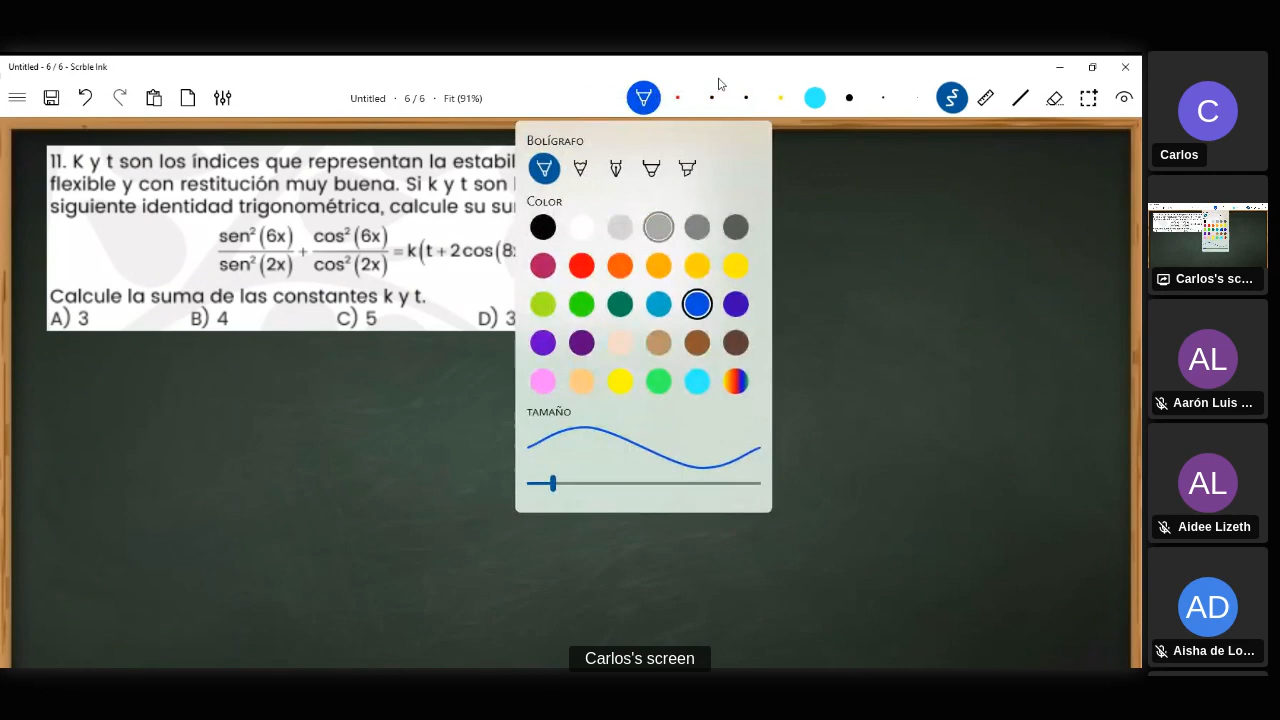 Untitled - 6 / 6 - Scrble Ink
Untitled · 6 / 6 · Fit (91%)
11. K y t son los índices que representan la
flexible y con restitución muy buena. Si k y t son
siguiente identidad trigonométrica, calcule su
sen² (6x) / sen² (2x) + cos² (6x) / cos² (2x) = k(t + 2cos(8x
Calcule la suma de las constantes k y t.
A) 3 B) 4 C) 5 D) 3
BOLÍGRAFO
COLOR
TAMAÑO
Carlos's screen
C
Carlos
Carlos's sc...
AL
Aarón Luis ...
AL
Aidee Lizeth
AD
Aisha de Lo...